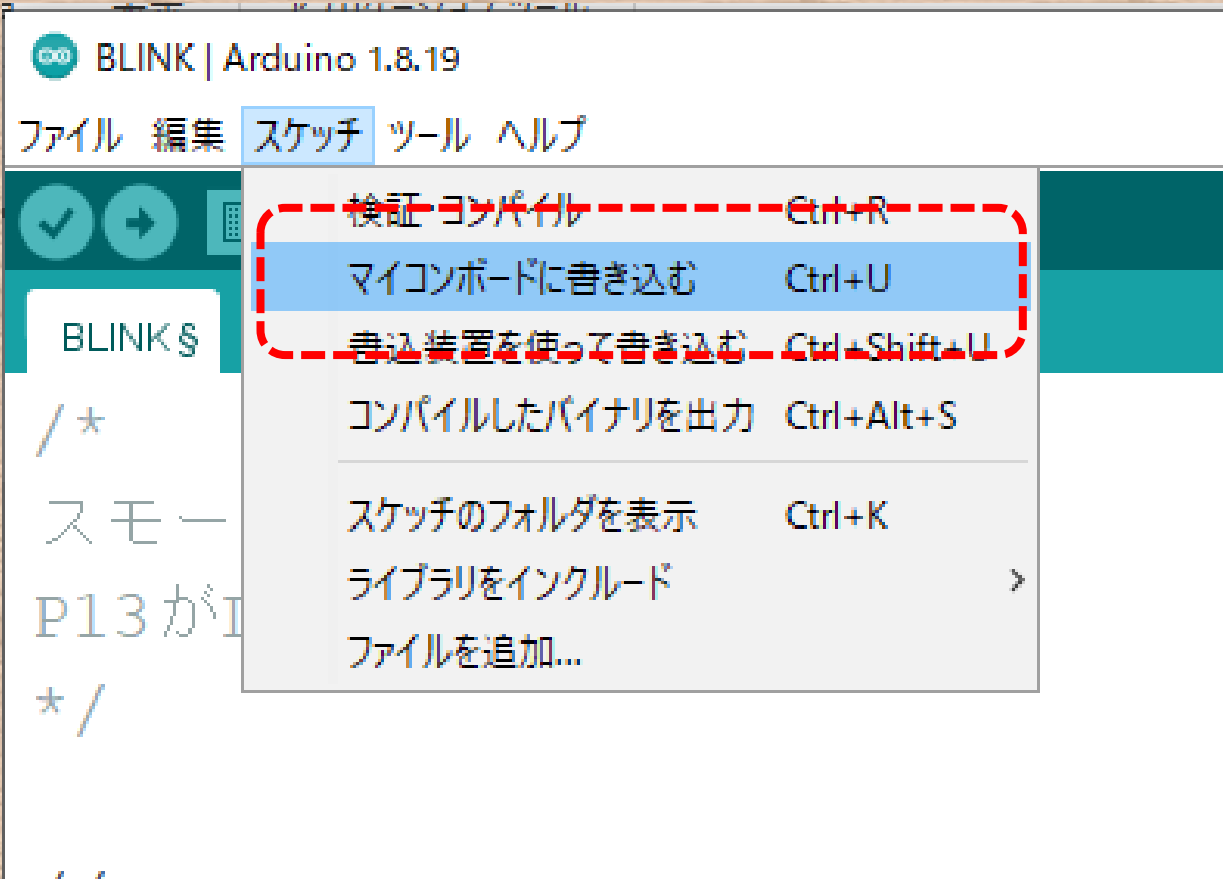 BLINK | Arduino 1.8.19
ファイル 編集 スケッチ ツール ヘルプ
検証・コンパイル Ctrl+R
マイコンボードに書き込む Ctrl+U
BLINK §
書込装置を使って書き込む Ctrl+Shift+U
/*
コンパイルしたバイナリを出力 Ctrl+Alt+S
スモー
スケッチのフォルダを表示 Ctrl+K
P13が
ライブラリをインクルード
ファイルを追加...
*/